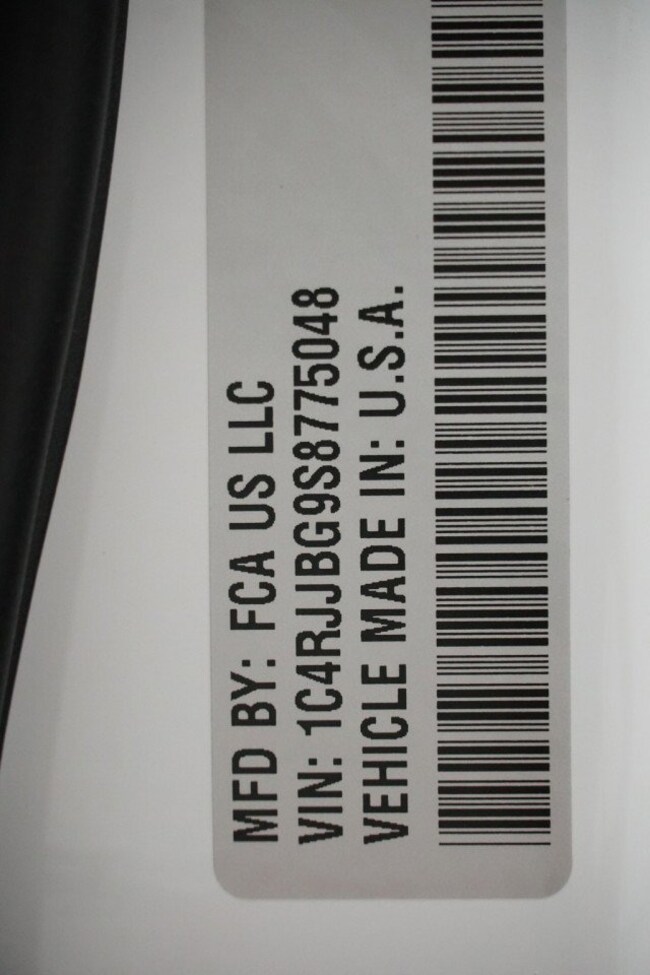 MFD BY: FCA US LLC
VIN: 1C4RJJBG9S8775048
VEHICLE MADE IN: U.S.A.